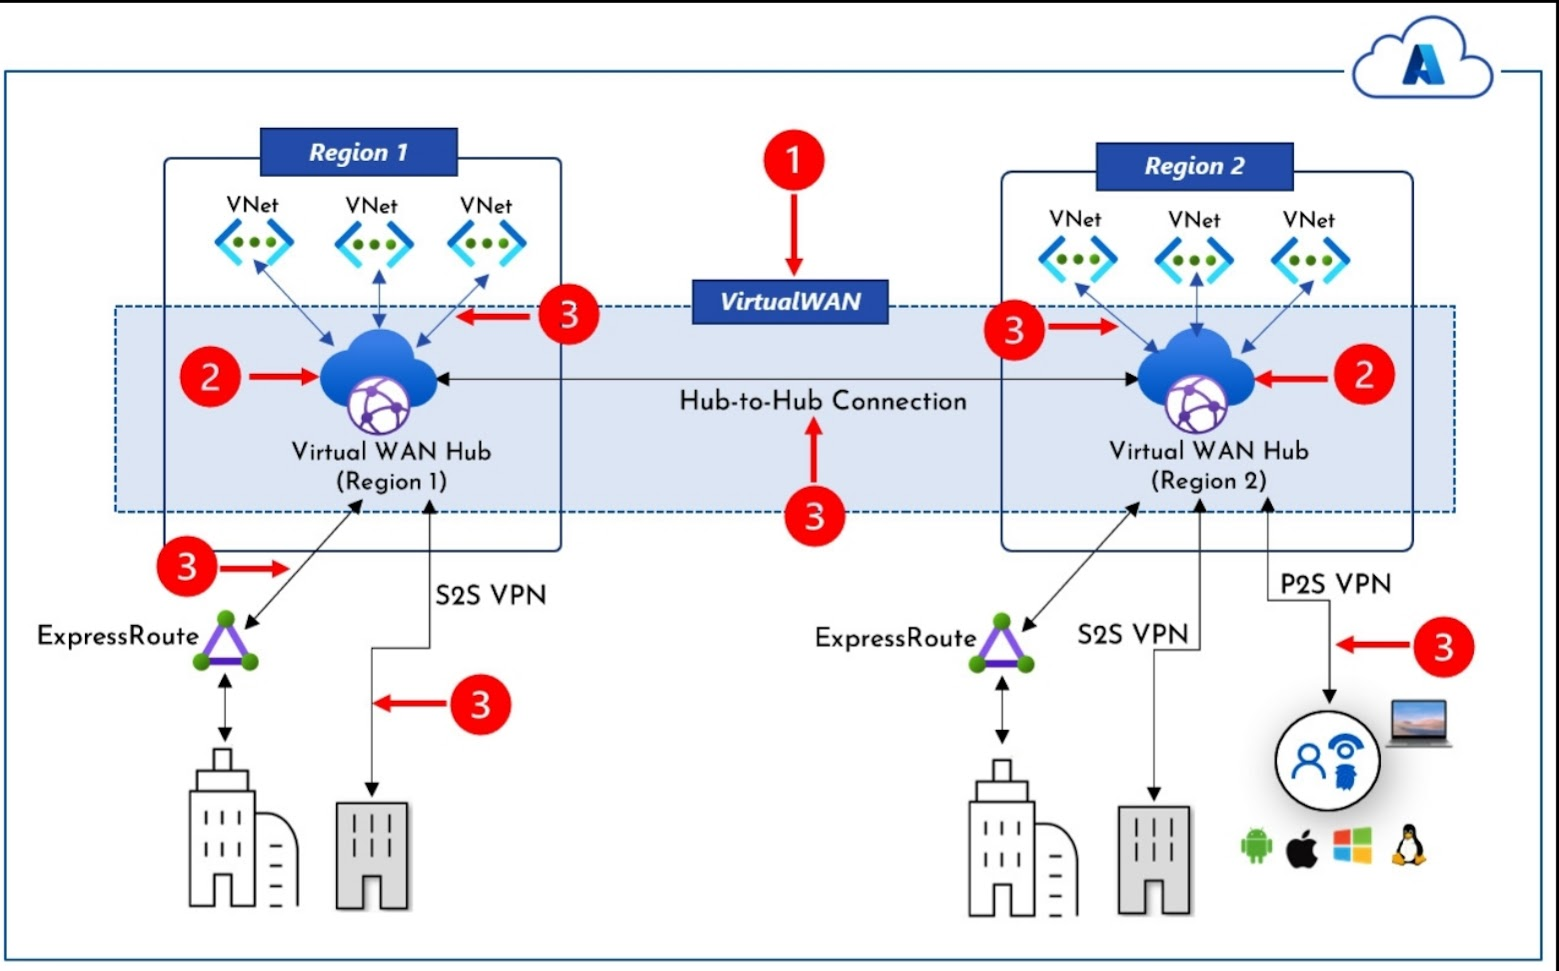 Region 1
1
Region 2
VNet
VNet
VNet
VNet
VNet
VNet
3
VirtualWAN
3
2
2
Hub-to-Hub Connection
Virtual WAN Hub
(Region 1)
Virtual WAN Hub
(Region 2)
3
3
S2S VPN
P2S VPN
ExpressRoute
ExpressRoute
S2S VPN
3
3